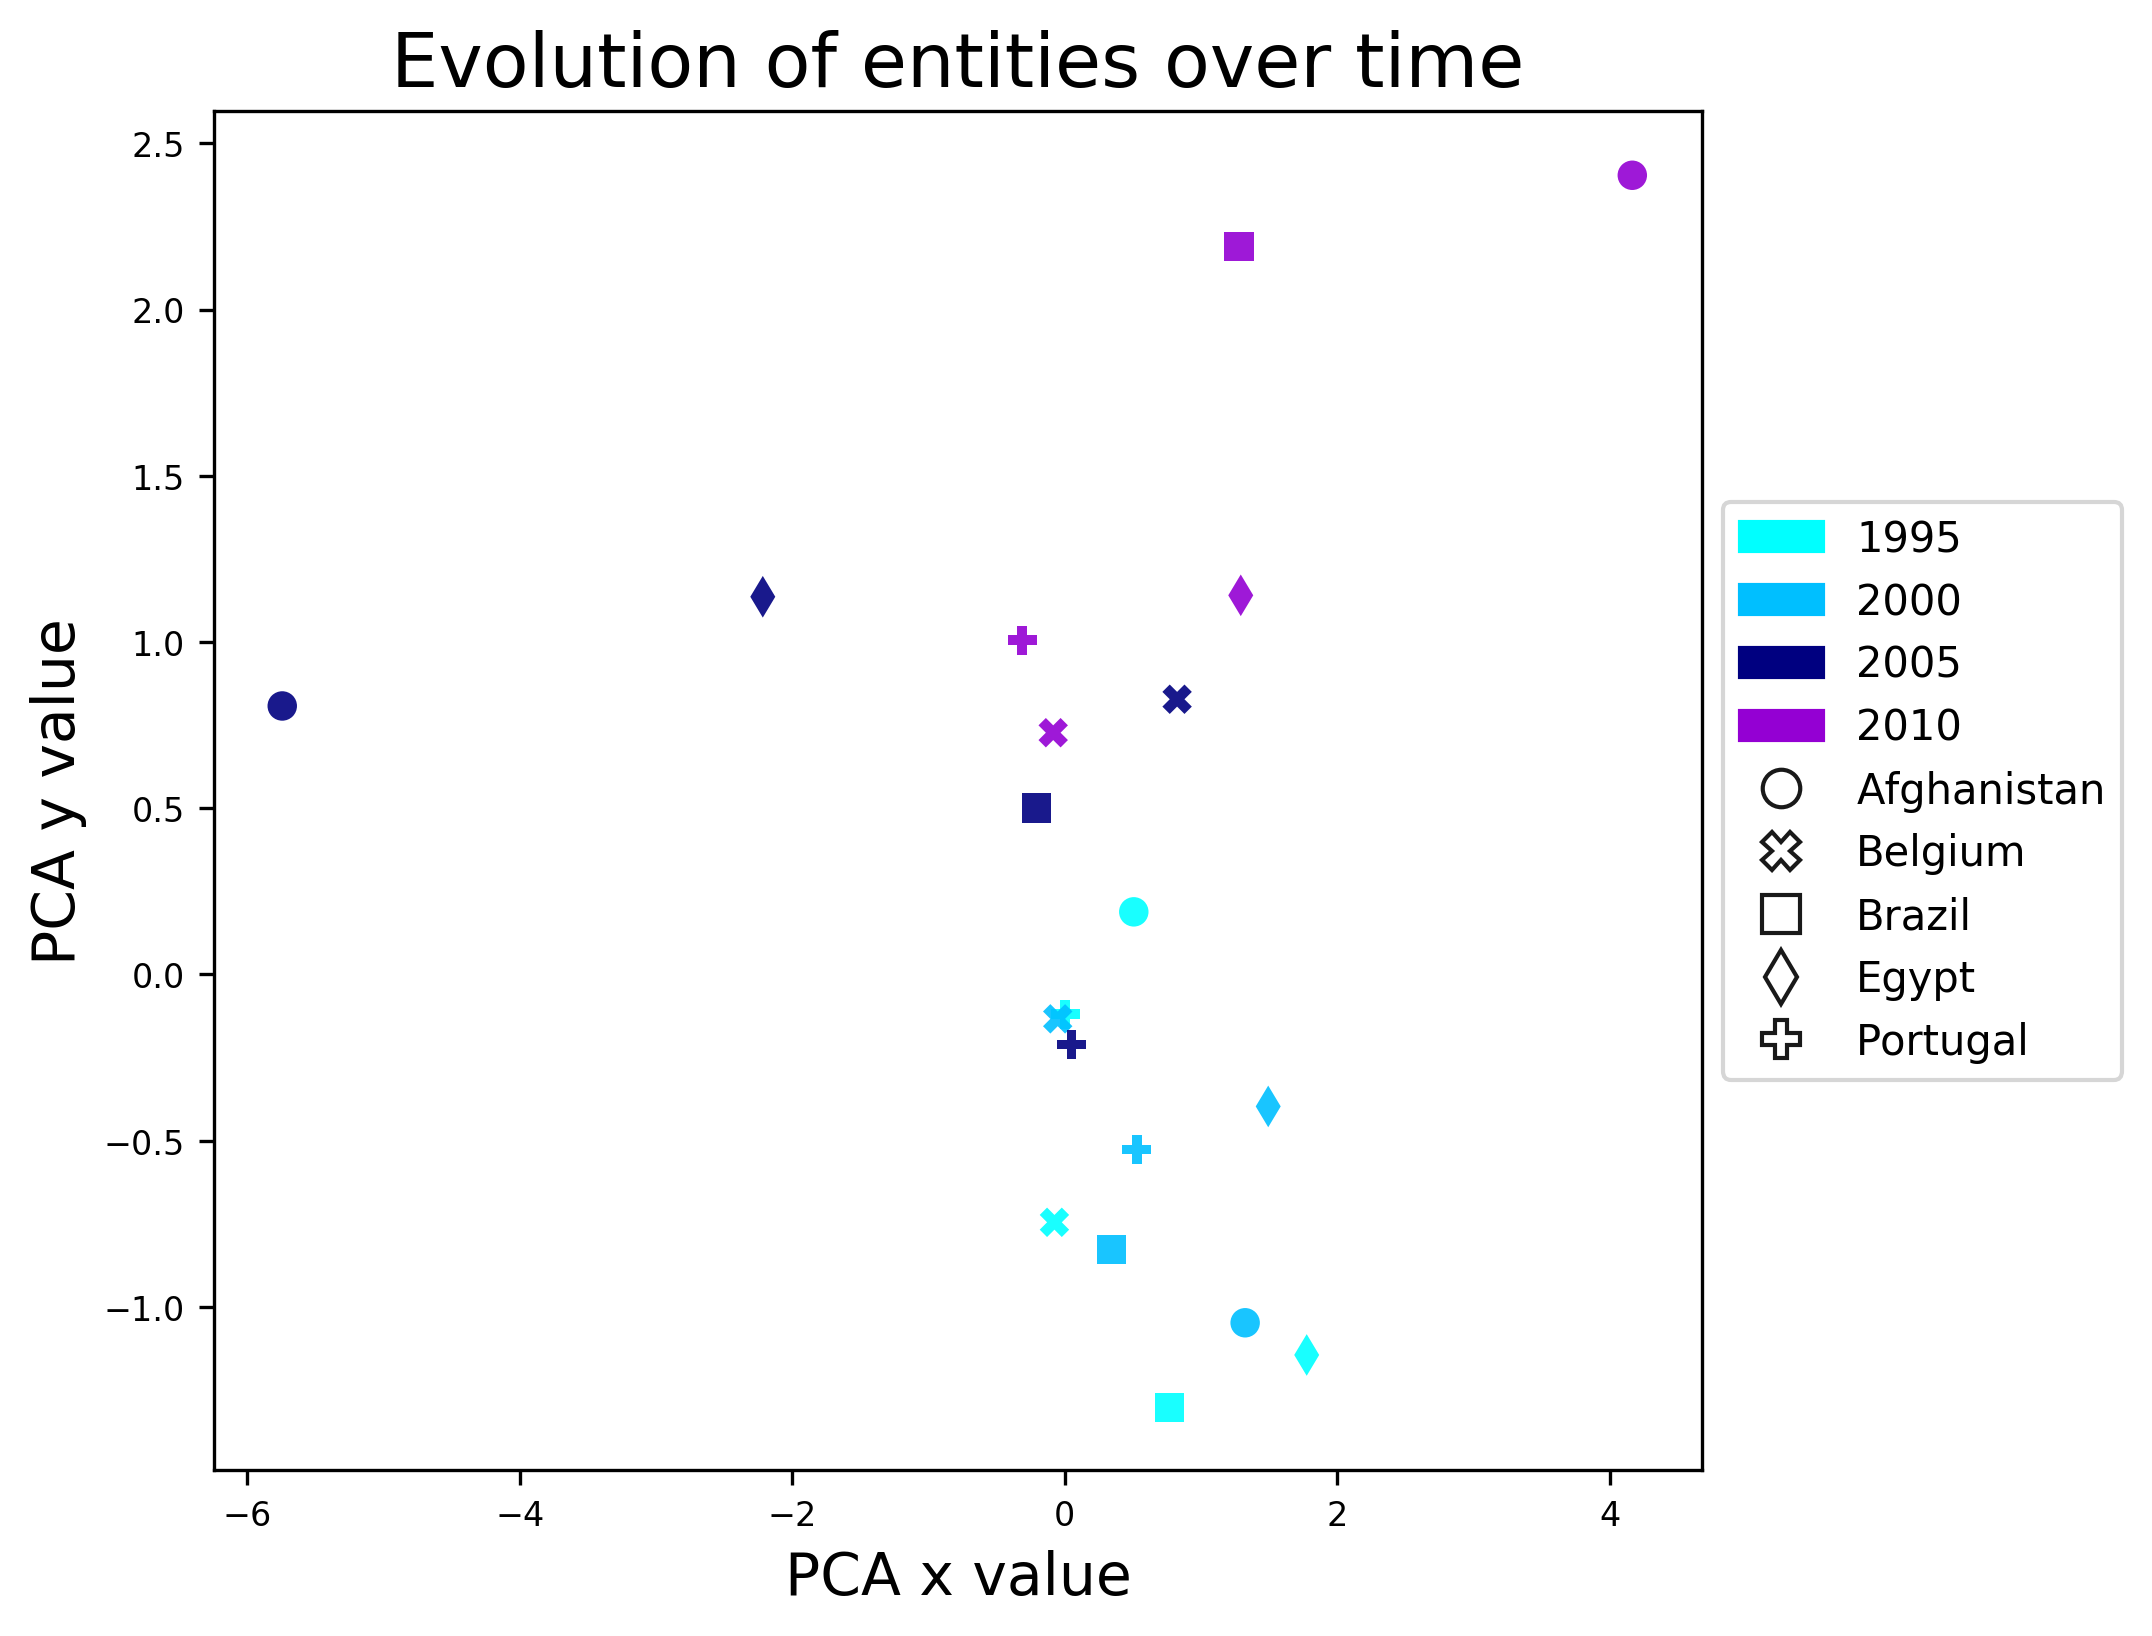 Evolution of entities over time
PCA y value
2.5
2.0
1.5
1.0
0.5
0.0
−0.5
−1.0
−6
−4
−2
0
2
4
PCA x value
1995
2000
2005
2010
Afghanistan
Belgium
Brazil
Egypt
Portugal